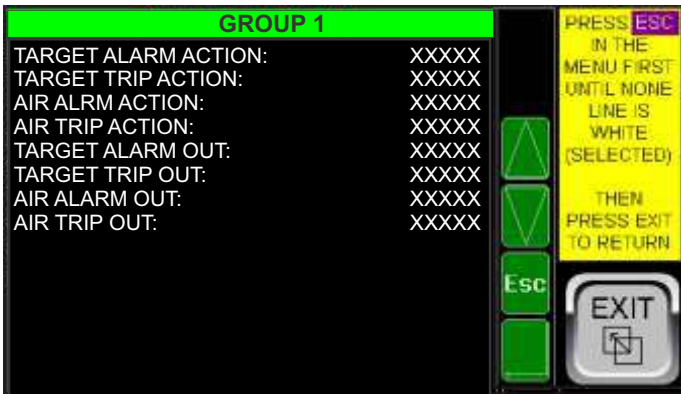 GROUP 1
TARGET ALARM ACTION: XXXXX
TARGET TRIP ACTION: XXXXX
AIR ALRM ACTION: XXXXX
AIR TRIP ACTION: XXXXX
TARGET ALARM OUT: XXXXX
TARGET TRIP OUT: XXXXX
AIR ALARM OUT: XXXXX
AIR TRIP OUT: XXXXX
Esc
PRESS ESC
IN THE
MENU FIRST
UNTIL NONE
LINE IS
WHITE
(SELECTED)
THEN
PRESS EXIT
TO RETURN
EXIT